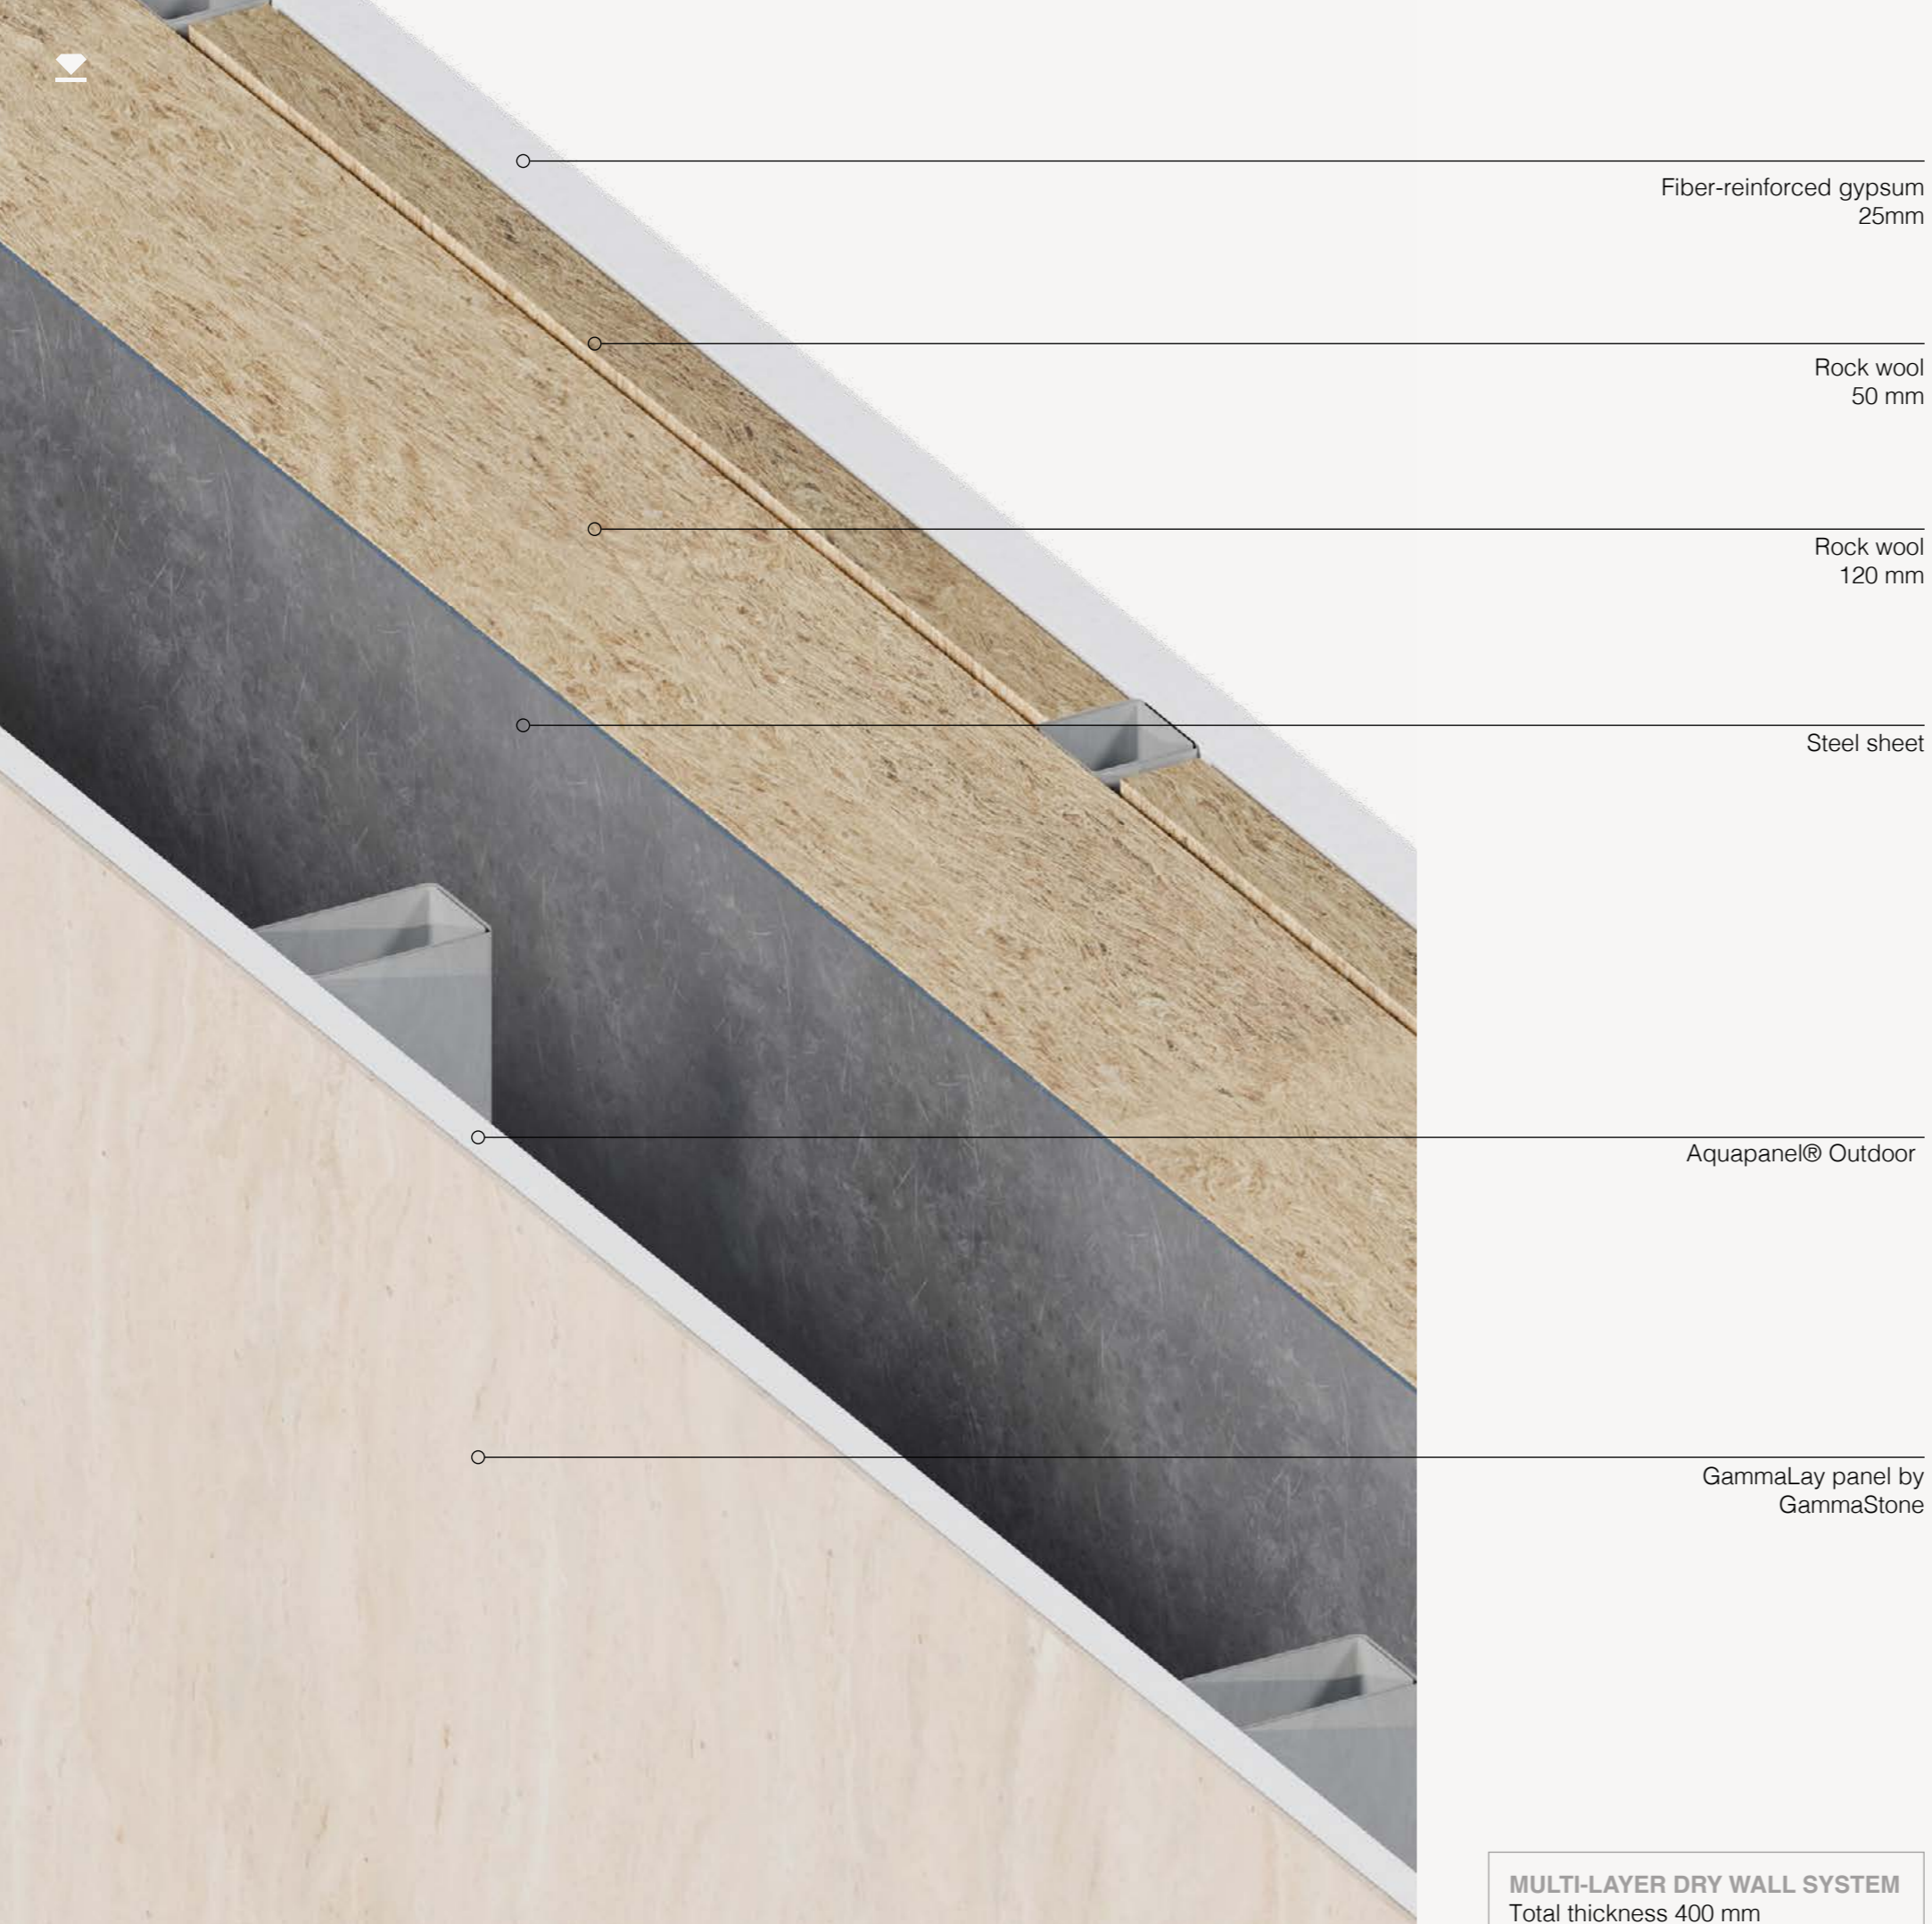 Fiber-reinforced gypsum
25mm
Rock wool
50 mm
Rock wool
120 mm
Steel sheet
Aquapanel® Outdoor
GammaLay panel by
GammaStone
MULTI-LAYER DRY WALL SYSTEM
Total thickness 400 mm